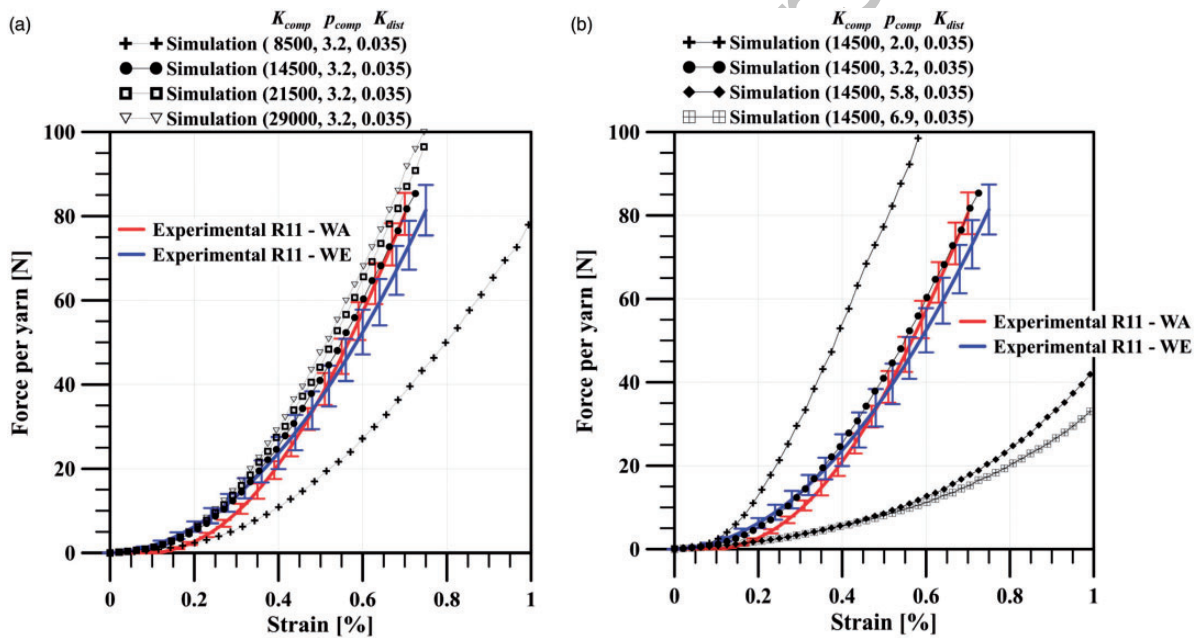 (a)
K_comp p_comp K_dist
Simulation ( 8500, 3.2, 0.035)
Simulation (14500, 3.2, 0.035)
Simulation (21500, 3.2, 0.035)
Simulation (29000, 3.2, 0.035)
100
80
60
40
20
0
Force per yarn [N]
Experimental R11 - WA
Experimental R11 - WE
0 0.2 0.4 0.6 0.8 1
Strain [%]
(b)
K_comp p_comp K_dist
Simulation (14500, 2.0, 0.035)
Simulation (14500, 3.2, 0.035)
Simulation (14500, 5.8, 0.035)
Simulation (14500, 6.9, 0.035)
100
80
60
40
20
0
Force per yarn [N]
Experimental R11 - WA
Experimental R11 - WE
0 0.2 0.4 0.6 0.8 1
Strain [%]